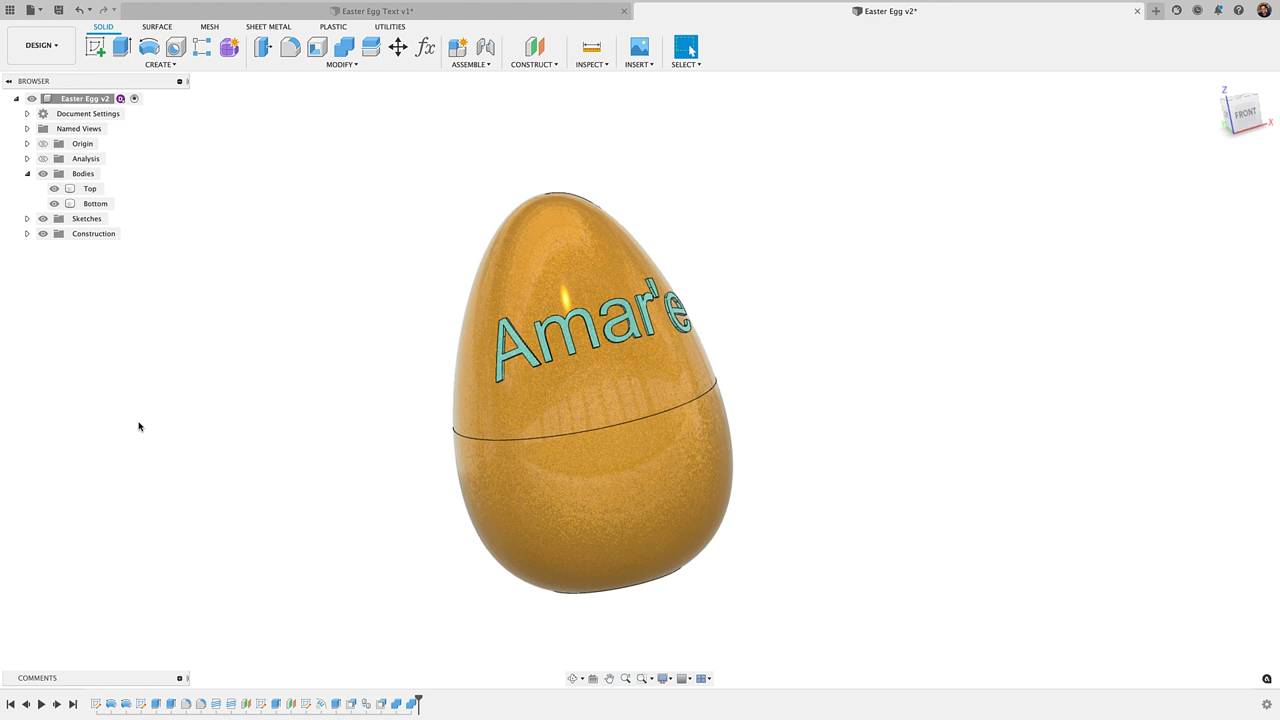 Easter Egg Text v1*
Easter Egg v2*
SOLID SURFACE MESH SHEET METAL PLASTIC UTILITIES
DESIGN
fx
CREATE MODIFY ASSEMBLE CONSTRUCT INSPECT INSERT SELECT
BROWSER
Easter Egg v2
Document Settings
Named Views
Origin
Analysis
Bodies
Top
Bottom
Sketches
Construction
Z
FRONT
X
Amar'e
COMMENTS